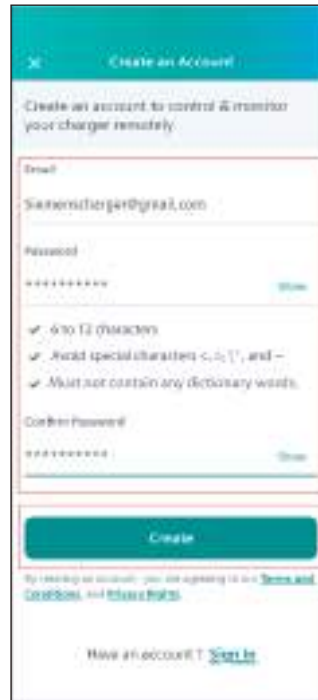 Create an Account
Create an account to control & monitor
your charger remotely
Email
Siemenscharger@gmail.com
Password
**********
Show
✓ 6 to 12 characters
✓ Avoid special characters
✓ Must not contain any dictionary words.
Confirm Password
**********
Show
Create
By creating an account, you are agreeing to our Terms and
Conditions, and Privacy Rights.
Have an account? Sign In